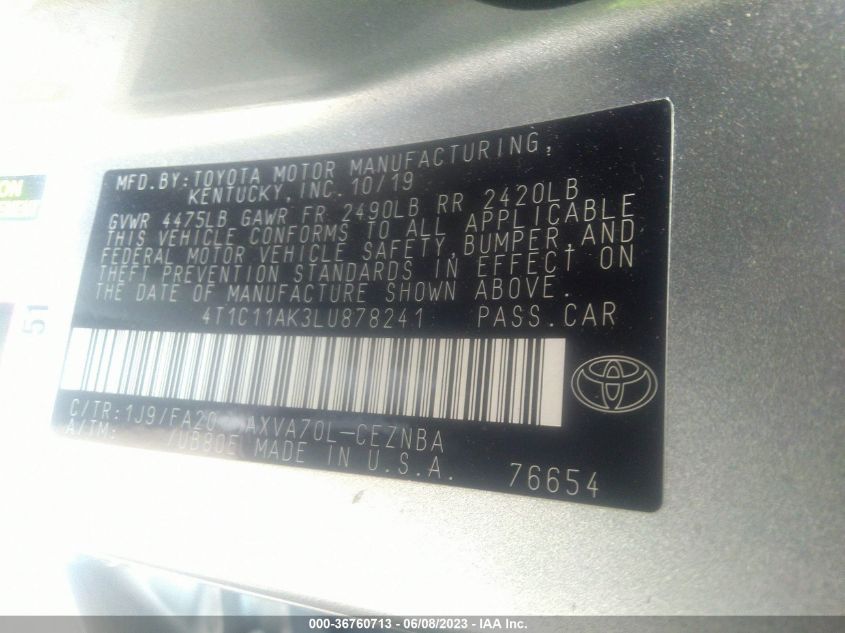 ON
51
MFD.BY:TOYOTA MOTOR MANUFACTURING,
KENTUCKY,INC. 10/19
GVWR 4475LB GAWR FR 2490LB RR 2420LB
THIS VEHICLE CONFORMS TO ALL APPLICABLE
FEDERAL MOTOR VEHICLE SAFETY,BUMPER,AND
THEFT PREVENTION STANDARDS IN EFFECT ON
THE DATE OF MANUFACTURE SHOWN ABOVE.
4T1C11AK3LU878241 PASS.CAR
C/TR:1J9/FA20 AXVA70L-CEZNBA
A/TM: /UB80E MADE IN U.S.A. 76654
000-36760713 - 06/08/2023 - IAA Inc.